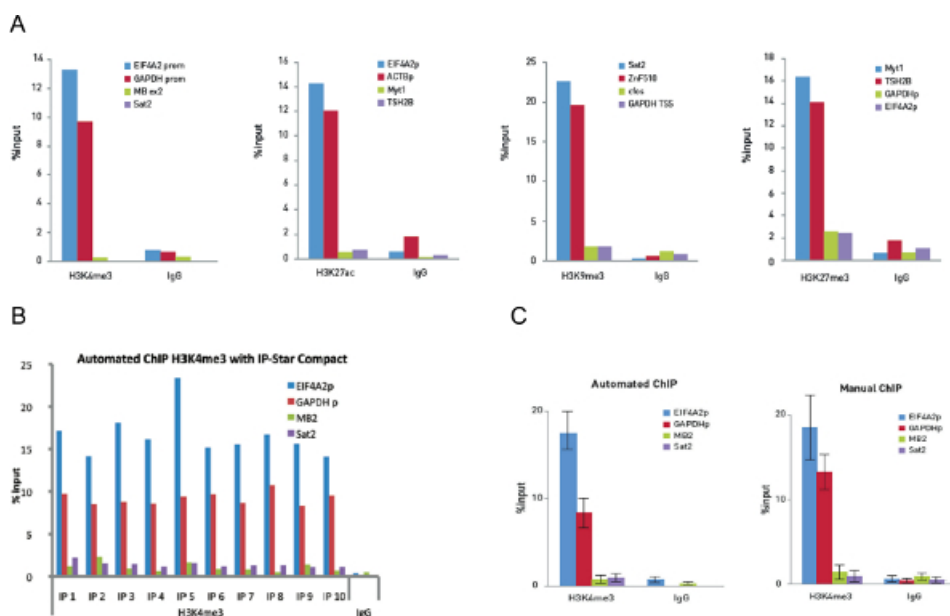 A
14
12
10
8
6
4
2
0
%input
EIF4A2 prom
GAPDH prom
MB ex2
Sat2
H3K4me3 IgG
16
14
12
10
8
6
4
2
0
%input
EIF4A2p
ACTBp
Myt1
TSH2B
H3K27ac IgG
25
20
15
10
5
0
%input
Sat2
ZnF510
cfos
GAPDH TSS
H3K9me3 IgG
18
16
14
12
10
8
6
4
2
0
%input
Myt1
TSH2B
GAPDHp
EIF4A2p
H3K27me3 IgG
B
Automated ChIP H3K4me3 with IP-Star Compact
25
20
15
10
5
0
% input
EIF4A2p
GAPDH p
MB2
Sat2
IP 1 IP 2 IP 3 IP 4 IP 5 IP 6 IP 7 IP 8 IP 9 IP 10
H3K4me3 IgG
C
Automated ChIP
20
10
0
%input
EIF4A2p
GAPDHp
MB2
Sat2
H3K4me3 IgG
Manual ChIP
20
10
0
%input
EIF4A2p
GAPDHp
MB2
Sat2
H3K4me3 IgG